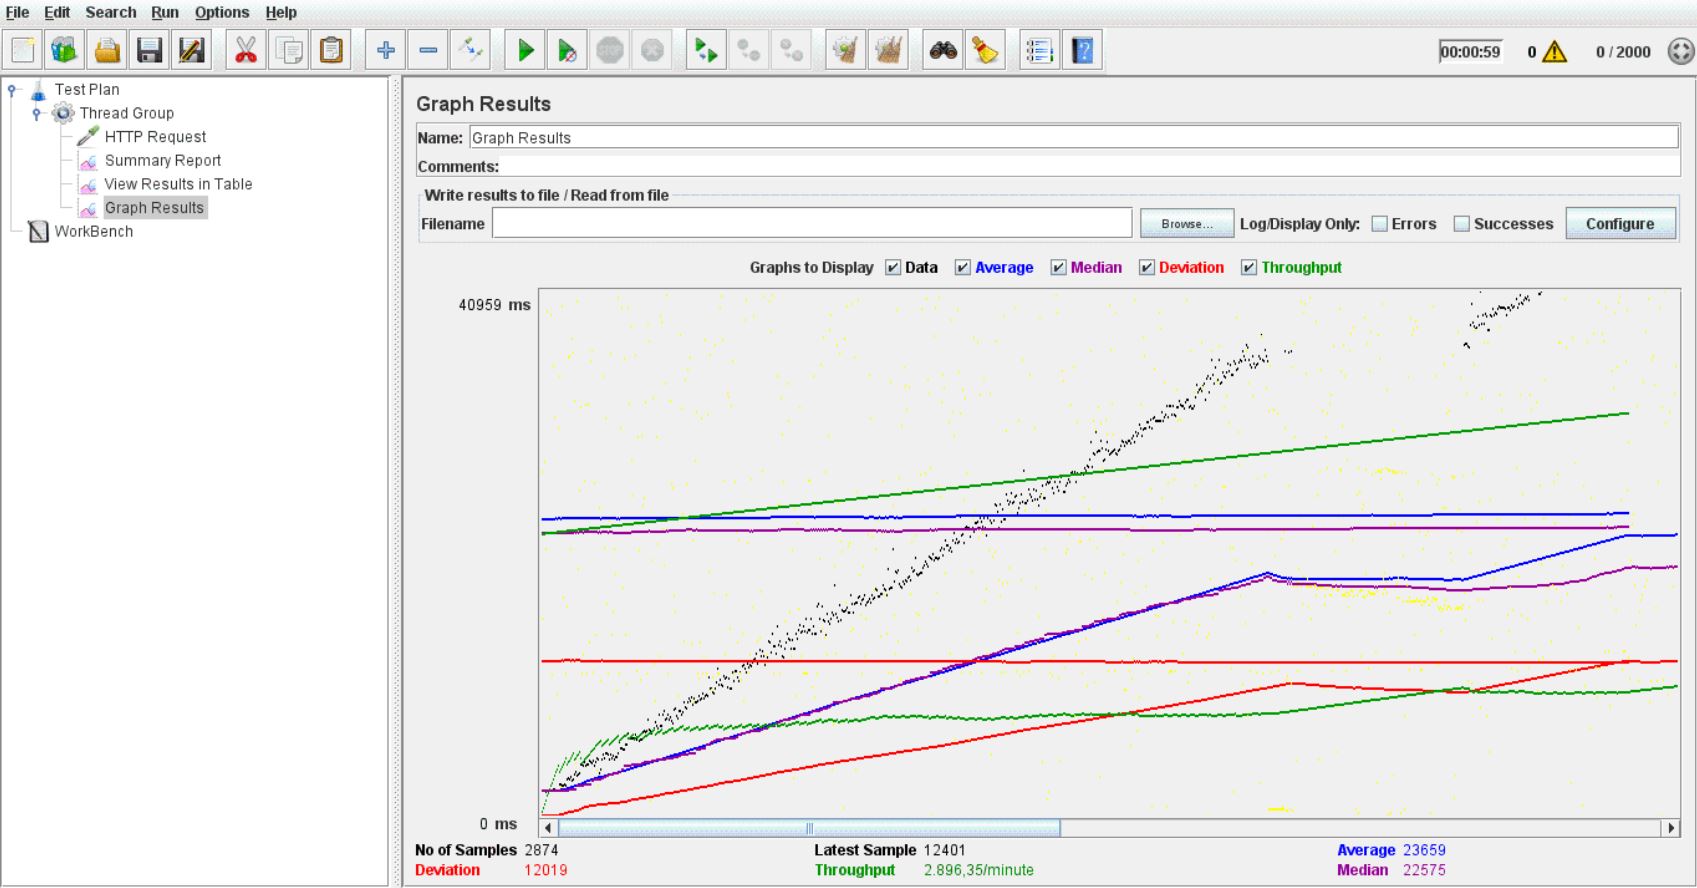 File Edit Search Run Options Help
00:00:59 0 0 / 2000
Test Plan
Thread Group
HTTP Request
Summary Report
View Results in Table
Graph Results
WorkBench
Graph Results
Name: Graph Results
Comments:
Write results to file / Read from file
Filename Browse... Log/Display Only: Errors Successes Configure
Graphs to Display Data Average Median Deviation Throughput
40959 ms
0 ms
No of Samples 2874 Latest Sample 12401 Average 23659
Deviation 12019 Throughput 2.896,35/minute Median 22575